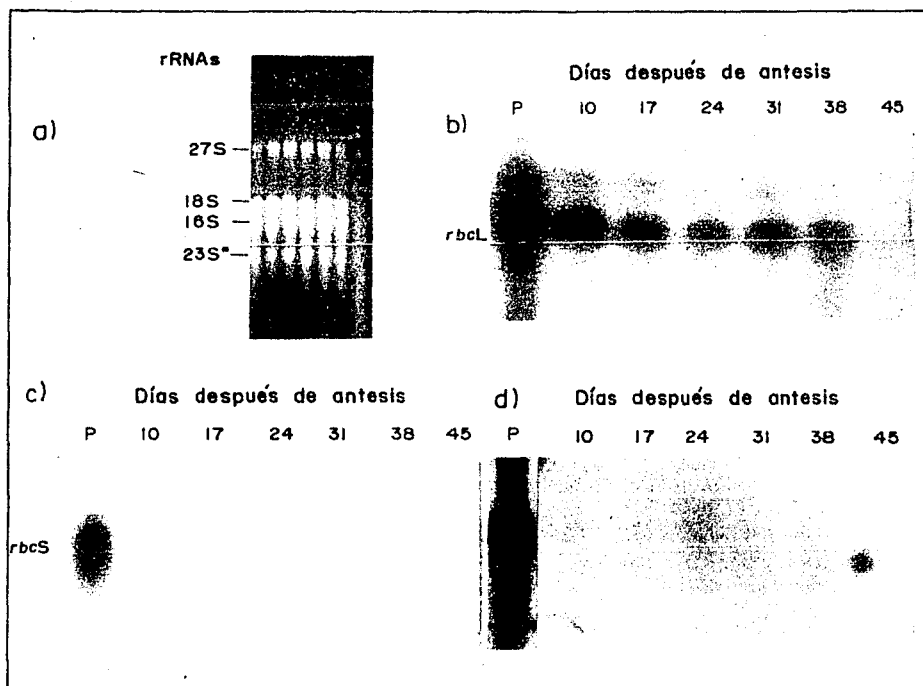 a)
rRNAs
27S
18S
16S
23S*
b)
Días después de antesis
P 10 17 24 31 38 45
rbcL
c)
Días después de antesis
P 10 17 24 31 38 45
rbcS
d)
Días después de antesis
P 10 17 24 31 38 45